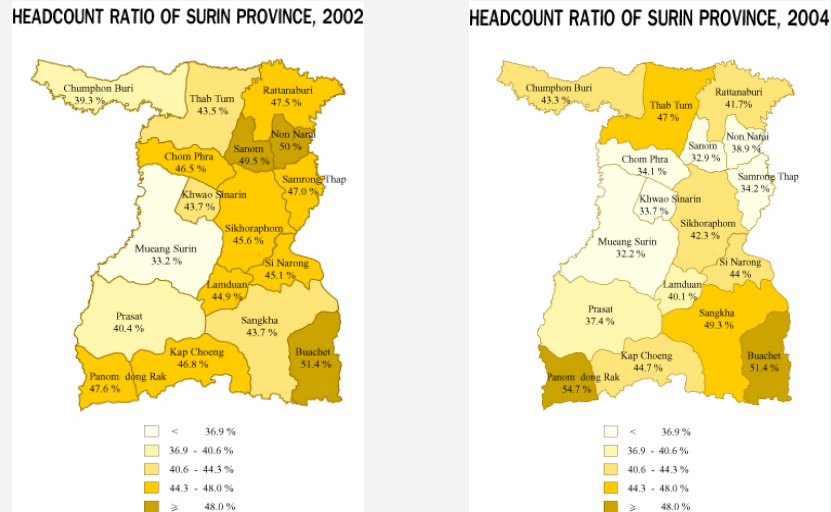 HEADCOUNT RATIO OF SURIN PROVINCE, 2002
Chumphon Buri
39.3 %
Thab Tum
43.5 %
Rattanaburi
47.5 %
Non Narai
50 %
Sanom
49.5 %
Chom Phra
46.5 %
Samrong Thap
47.0 %
Khwao Sinarin
43.7 %
Sikhoraphom
45.6 %
Mueang Surin
33.2 %
Si Narong
45.1 %
Lamduan
44.9 %
Prasat
40.4 %
Sangkha
43.7 %
Kap Choeng
46.8 %
Buachet
51.4 %
Panom dong Rak
47.6 %
< 36.9 %
36.9 - 40.6 %
40.6 - 44.3 %
44.3 - 48.0 %
⩾ 48.0 %
HEADCOUNT RATIO OF SURIN PROVINCE, 2004
Chumphon Buri
43.3 %
Thab Tum
47 %
Rattanaburi
41.7%
Non Narai
38.9 %
Sanom
32.9 %
Chom Phra
34.1 %
Samrong Thap
34.2 %
Khwao Sinarin
33.7 %
Sikhoraphom
42.3 %
Mueang Surin
32.2 %
Si Narong
44 %
Lamduan
40.1 %
Prasat
37.4 %
Sangkha
49.3 %
Kap Choeng
44.7 %
Buachet
51.4 %
Panom dong Rak
54.7 %
< 36.9 %
36.9 - 40.6 %
40.6 - 44.3 %
44.3 - 48.0 %
⩾ 48.0 %